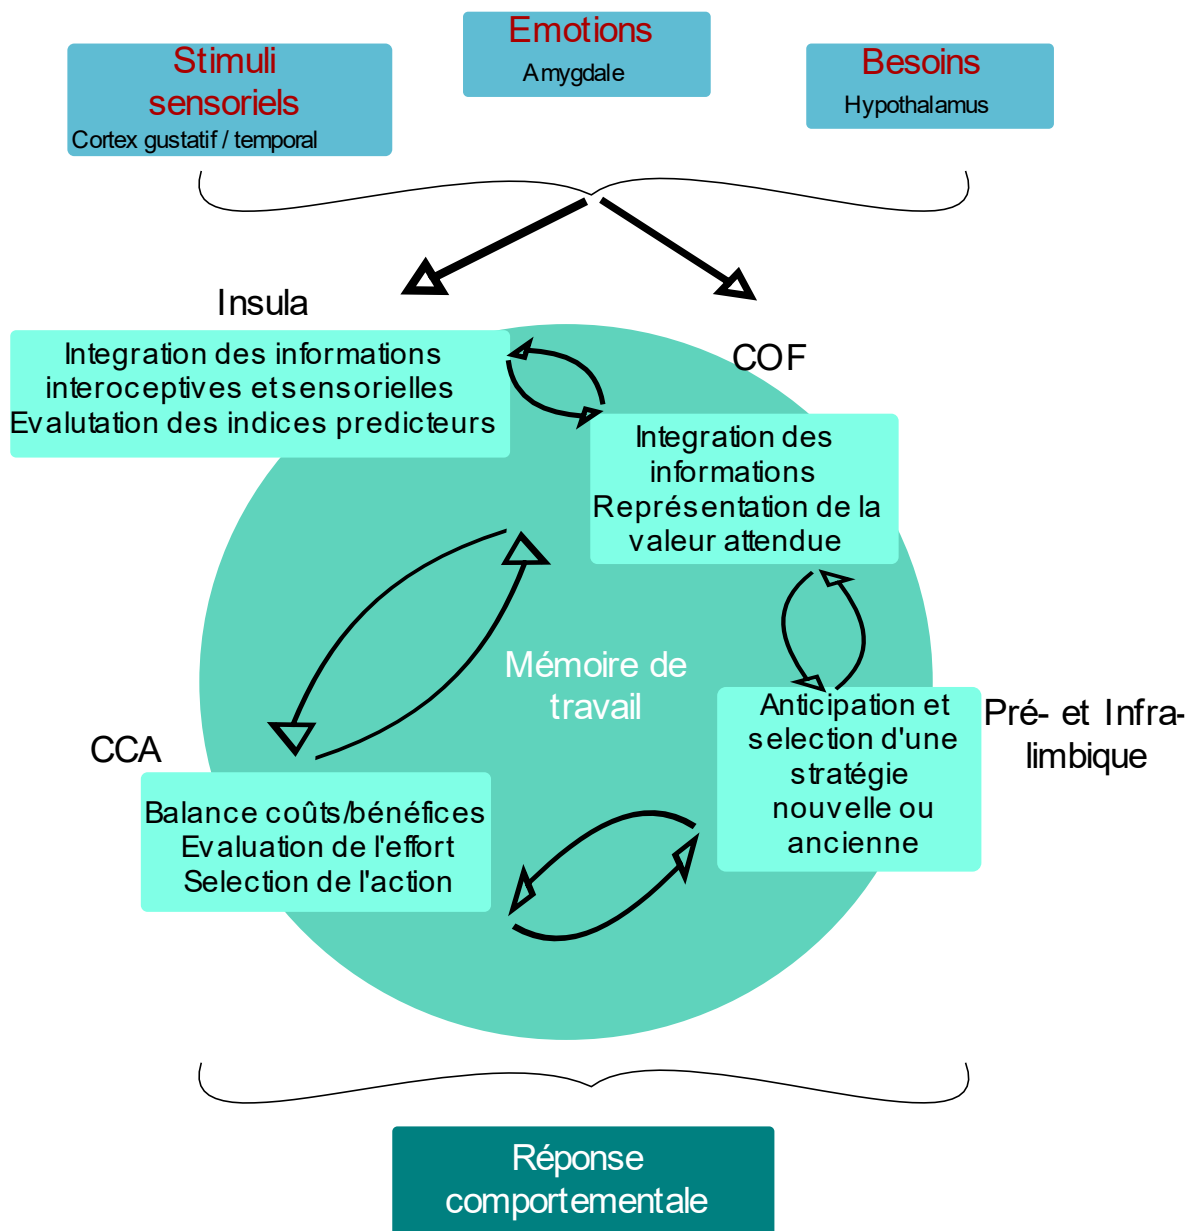 Emotions
Amygdale
Stimuli
sensoriels
Cortex gustatif / temporal
Besoins
Hypothalamus
Insula
Integration des informations
interoceptives et sensorielles
Evalutation des indices predicteurs
COF
Integration des
informations
Représentation de la
valeur attendue
Mémoire de
travail
Anticipation et
selection d'une
stratégie
nouvelle ou
ancienne
Pré- et Infra-
limbique
CCA
Balance coûts/bénéfices
Evaluation de l'effort
Selection de l'action
Réponse
comportementale